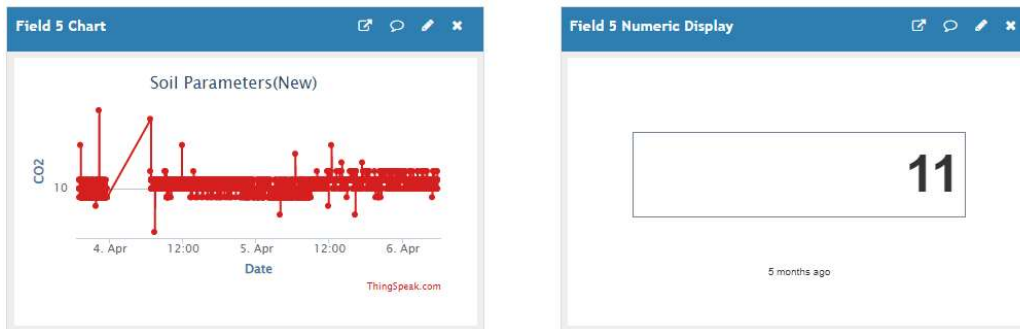 Field 5 Chart
Soil Parameters(New)
CO2
10
4. Apr 12:00 5. Apr 12:00 6. Apr
Date
ThingSpeak.com
Field 5 Numeric Display
11
5 months ago